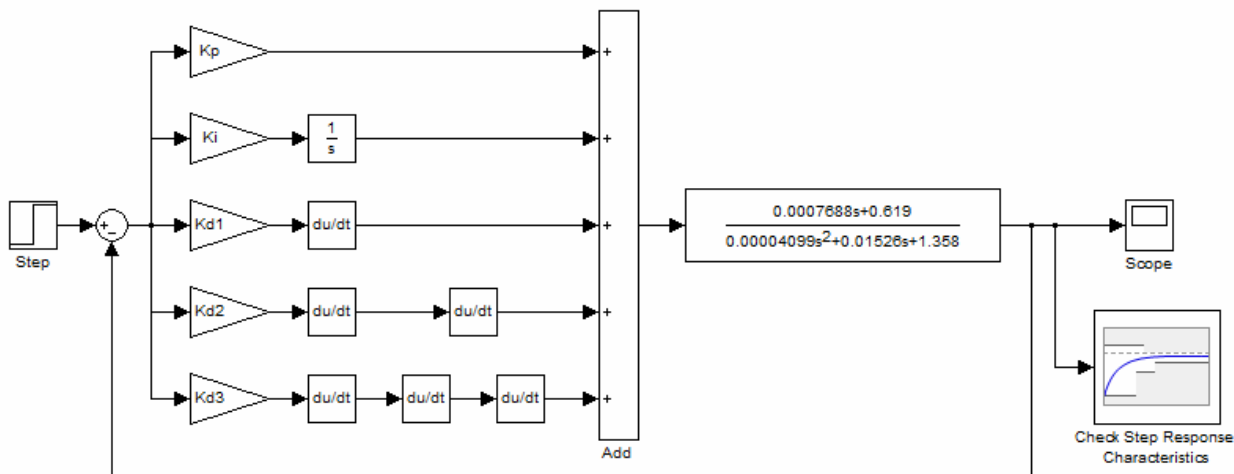 Kp
+
Ki
1
s
+
Step
+
−
Kd1
du/dt
+
0.0007688s+0.619
0.00004099s²+0.01526s+1.358
Scope
Kd2
du/dt
du/dt
+
Kd3
du/dt
du/dt
du/dt
+
Add
Check Step Response
Characteristics